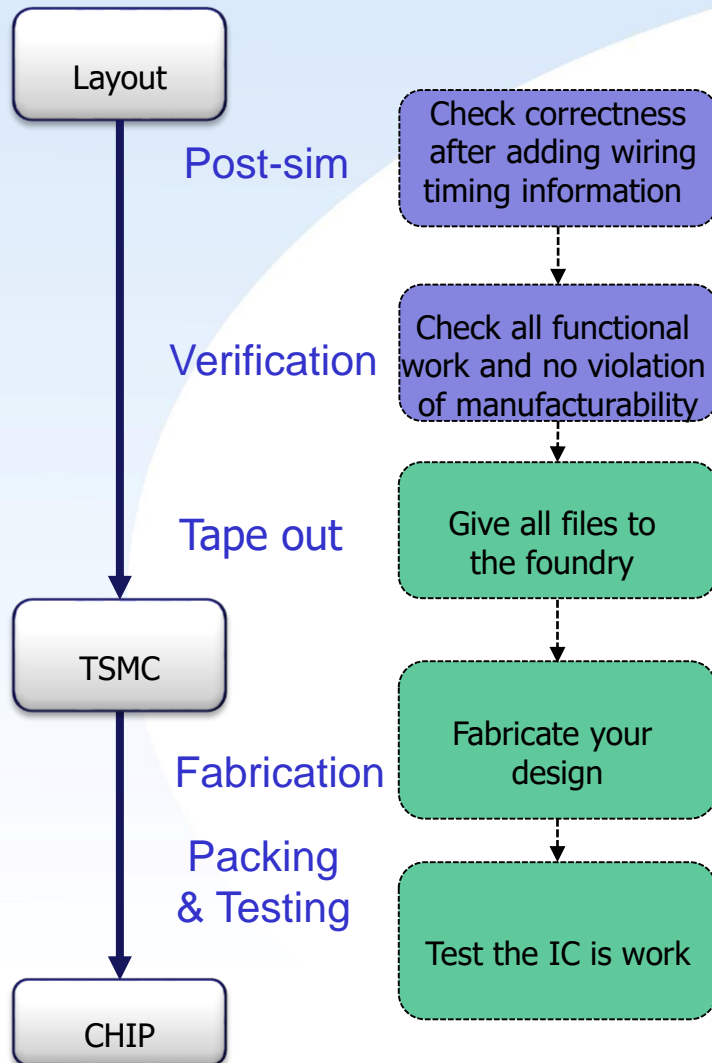 Layout
Post-sim
Check correctness
after adding wiring
timing information
Verification
Check all functional
work and no violation
of manufacturability
Tape out
Give all files to
the foundry
TSMC
Fabrication
Fabricate your
design
Packing
& Testing
Test the IC is work
CHIP